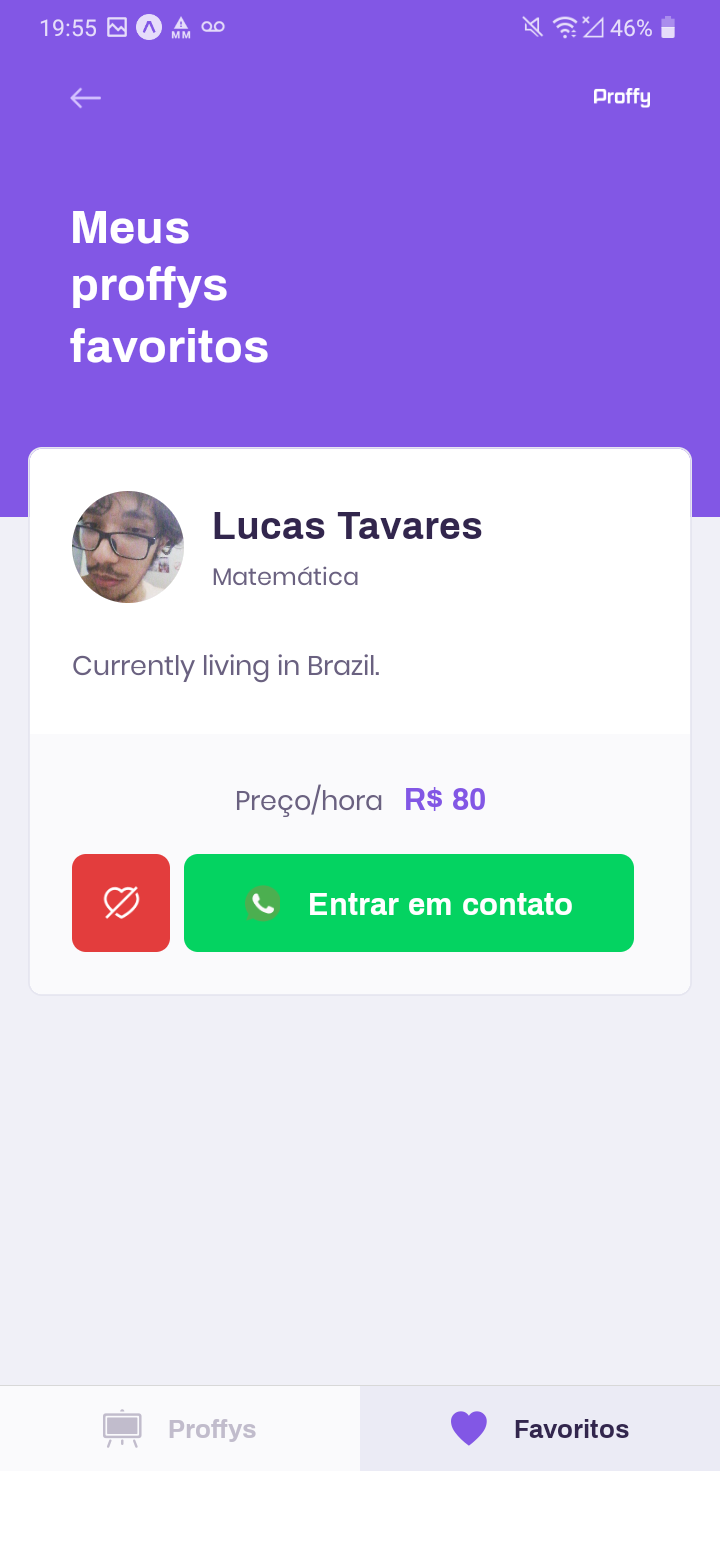 19:55 MM 46%
Proffy
Meus
proffys
favoritos
Lucas Tavares
Matemática
Currently living in Brazil.
Preço/hora R$ 80
Entrar em contato
Proffys Favoritos